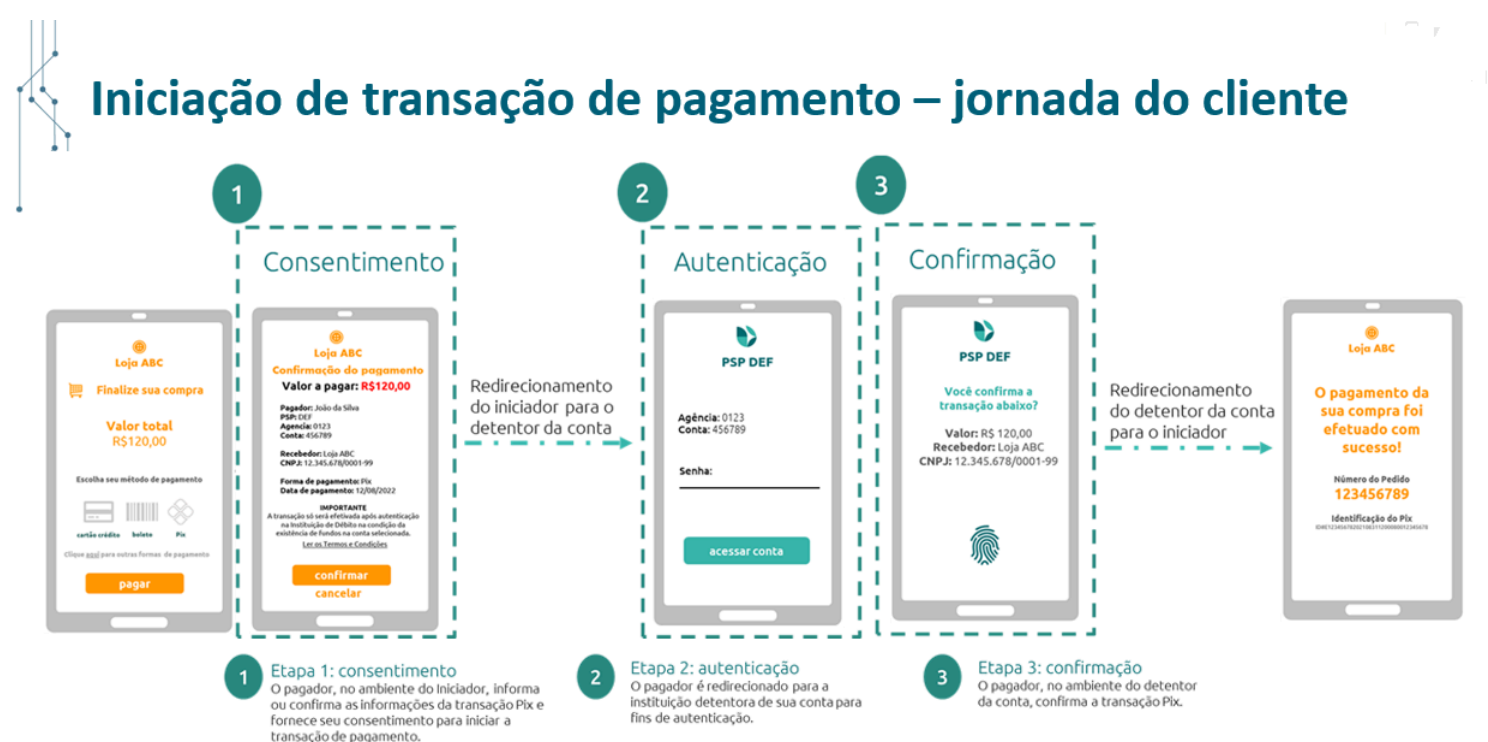 Iniciação de transação de pagamento – jornada do cliente
Loja ABC
Finalize sua compra
Valor total
R$120,00
Escolha seu método de pagamento
cartão crédito boleto Pix
Clique aqui para outras formas de pagamento
pagar
1
Consentimento
Loja ABC
Confirmação do pagamento
Valor a pagar: R$120,00
Pagador: João da Silva
PSP: DEF
Agencia: 0123
Conta: 456789
Recebedor: Loja ABC
CNPJ: 12.345.678/0001-99
Forma de pagamento: Pix
Data de pagamento: 12/08/2022
IMPORTANTE
A transação só será efetivada após autenticação
na Instituição de Débito na condição da
existência de fundos na conta selecionada.
Ler os Termos e Condições
confirmar
cancelar
Redirecionamento
do iniciador para o
detentor da conta
2
Autenticação
PSP DEF
Agência: 0123
Conta: 456789
Senha:
acessar conta
3
Confirmação
PSP DEF
Você confirma a
transação abaixo?
Valor: R$ 120,00
Recebedor: Loja ABC
CNPJ: 12.345.678/0001-99
Redirecionamento
do detentor da conta
para o iniciador
Loja ABC
O pagamento da
sua compra foi
efetuado com
sucesso!
Número do Pedido
123456789
Identificação do Pix
1
Etapa 1: consentimento
O pagador, no ambiente do Iniciador, informa
ou confirma as informações da transação Pix e
fornece seu consentimento para iniciar a
transação de pagamento.
2
Etapa 2: autenticação
O pagador é redirecionado para a
instituição detentora de sua conta para
fins de autenticação.
3
Etapa 3: confirmação
O pagador, no ambiente do detentor
da conta, confirma a transação Pix.